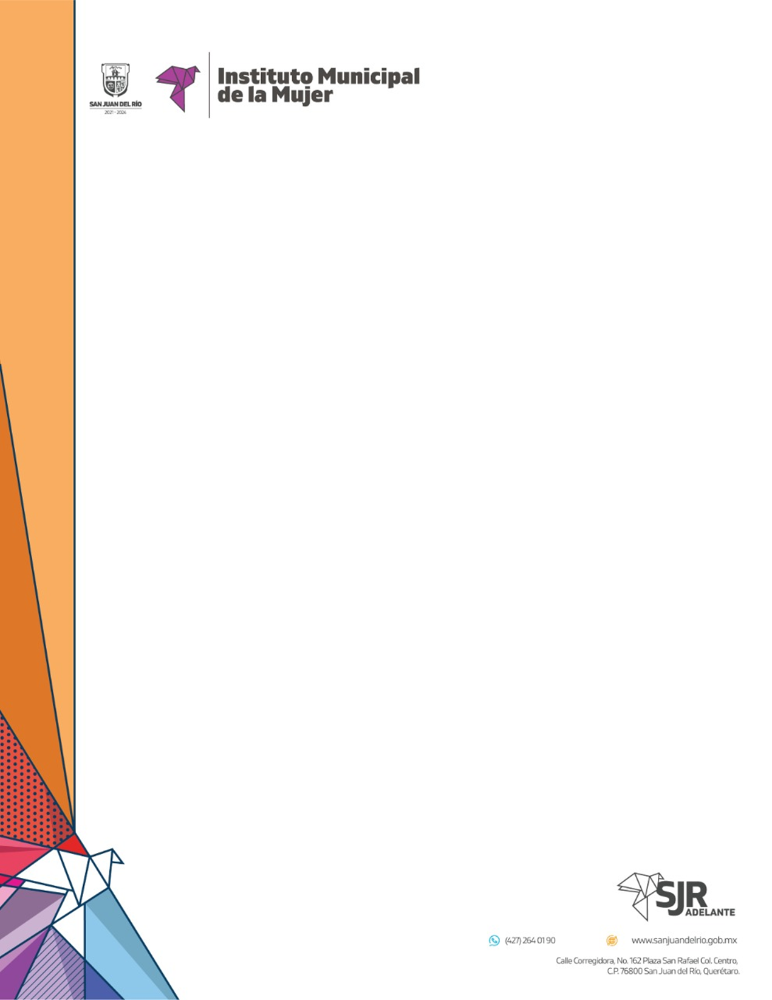 SAN JUAN DEL RÍO
2021 - 2024
Instituto Municipal
de la Mujer
SJR
ADELANTE
(427) 264 01 90
www.sanjuandelrio.gob.mx
Calle Corregidora, No. 162 Plaza San Rafael Col. Centro,
C.P. 76800 San Juan del Río, Querétaro.